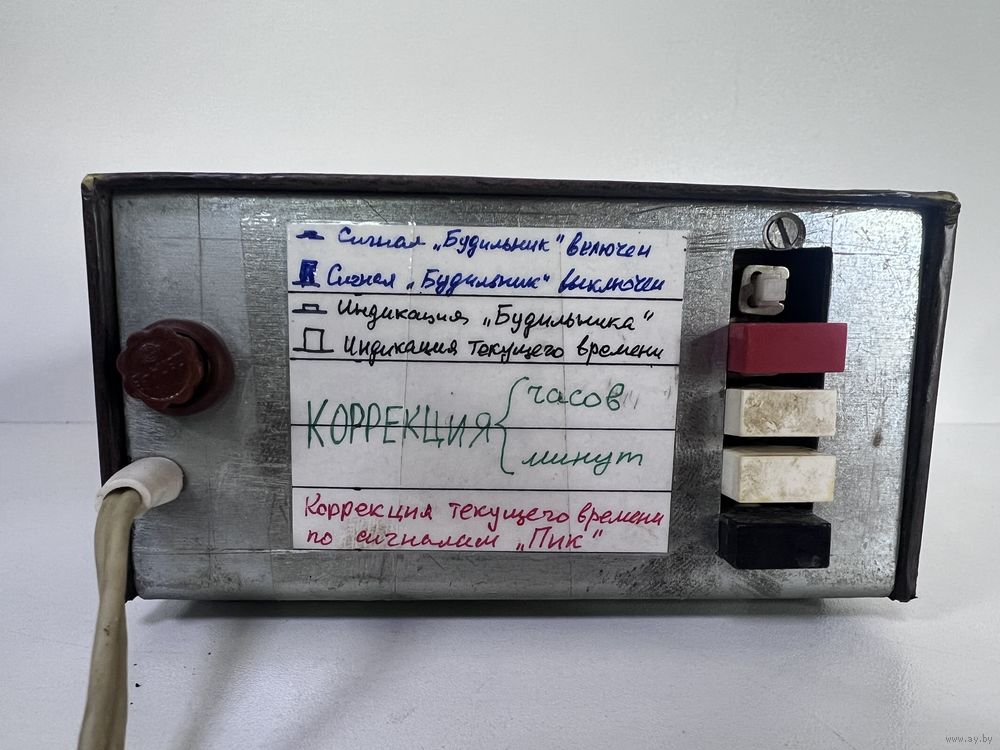 Сигнал „Будильник" включен
Сигнал „Будильник" выключен
Индикация „Будильника"
Индикация текущего времени
КОРРЕКЦИЯ { часов
минут
Коррекция текущего времени
по сигналам „Пик"
www.ay.by